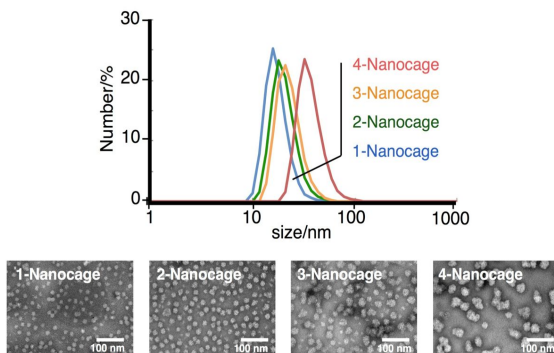 30
20
10
0
Number/%
4-Nanocage
3-Nanocage
2-Nanocage
1-Nanocage
1
10
100
1000
size/nm
1-Nanocage
100 nm
2-Nanocage
100 nm
3-Nanocage
100 nm
4-Nanocage
100 nm